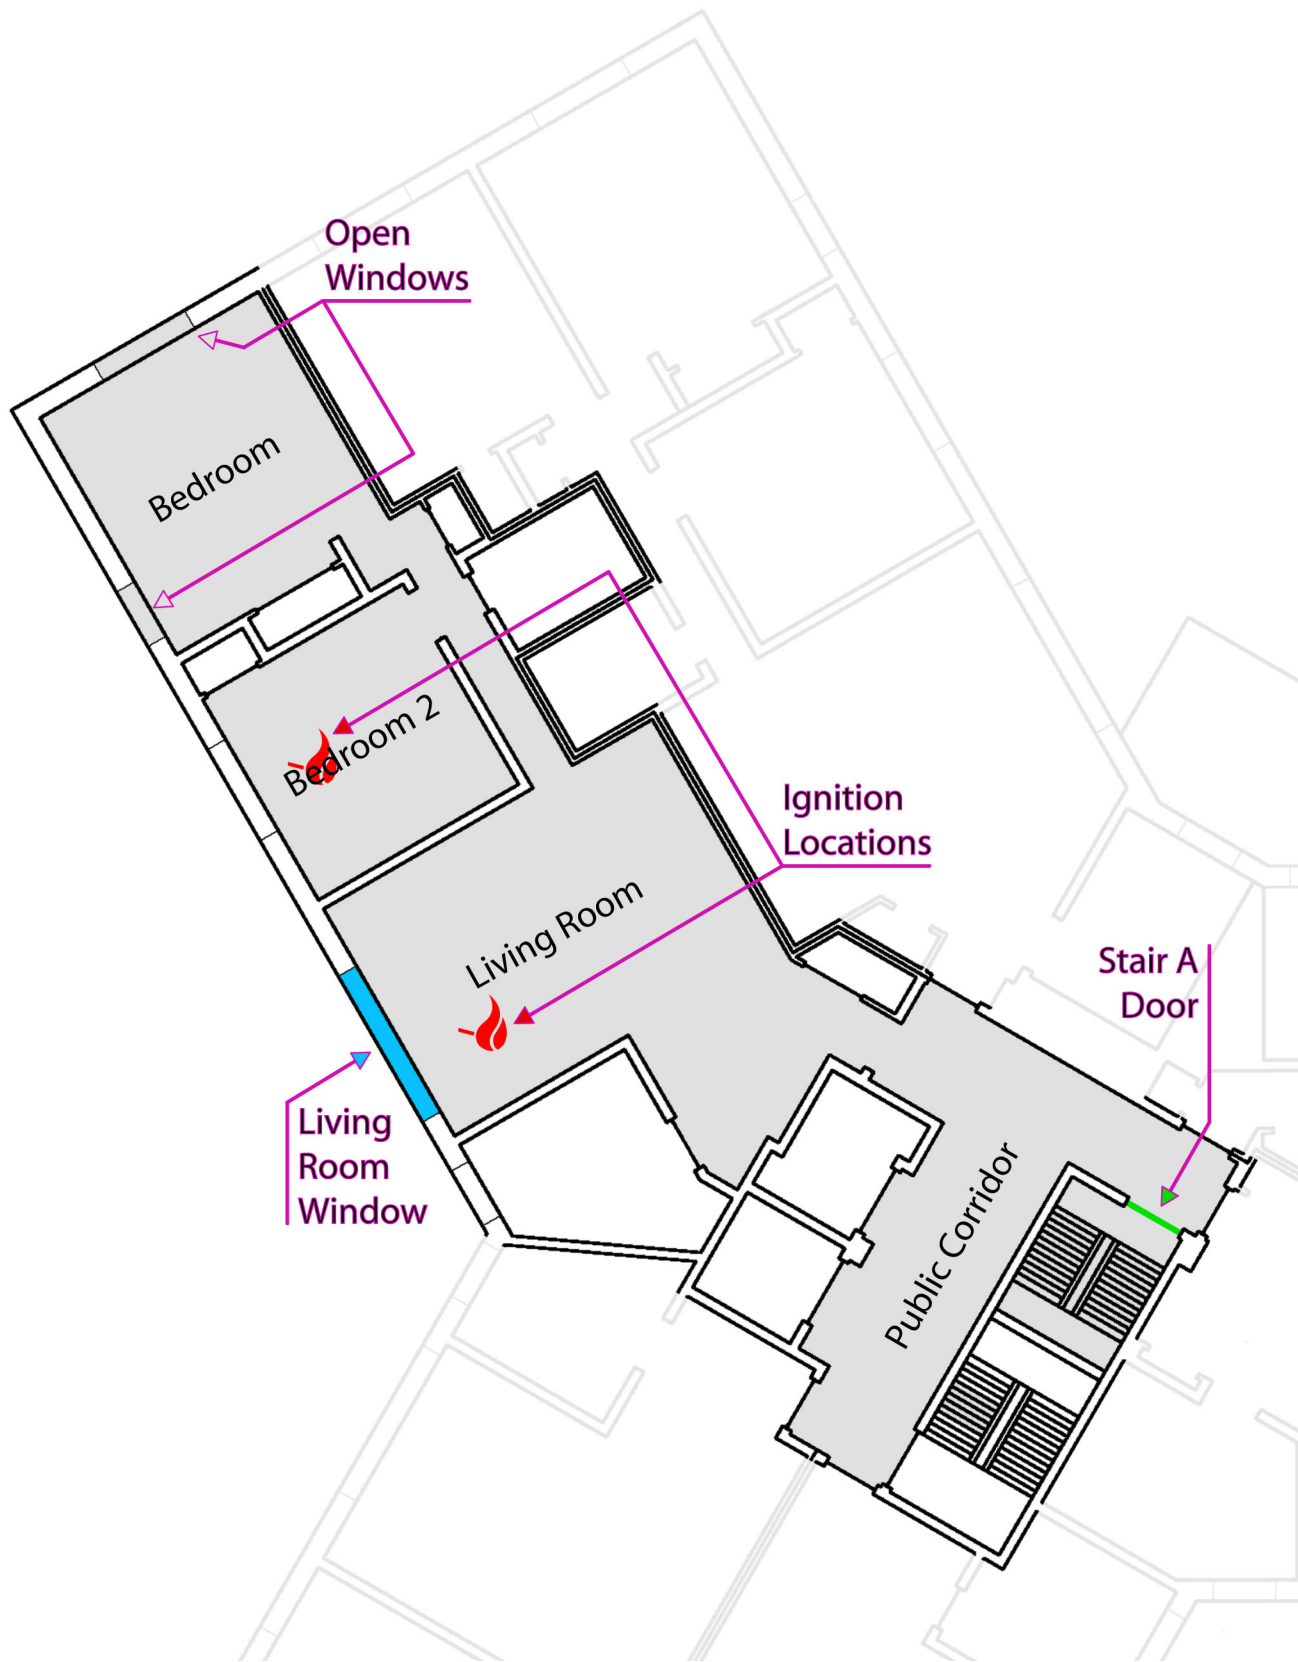 Open
Windows
Bedroom
Bedroom 2
Ignition
Locations
Living Room
Stair A
Door
Living
Room
Window
Public Corridor